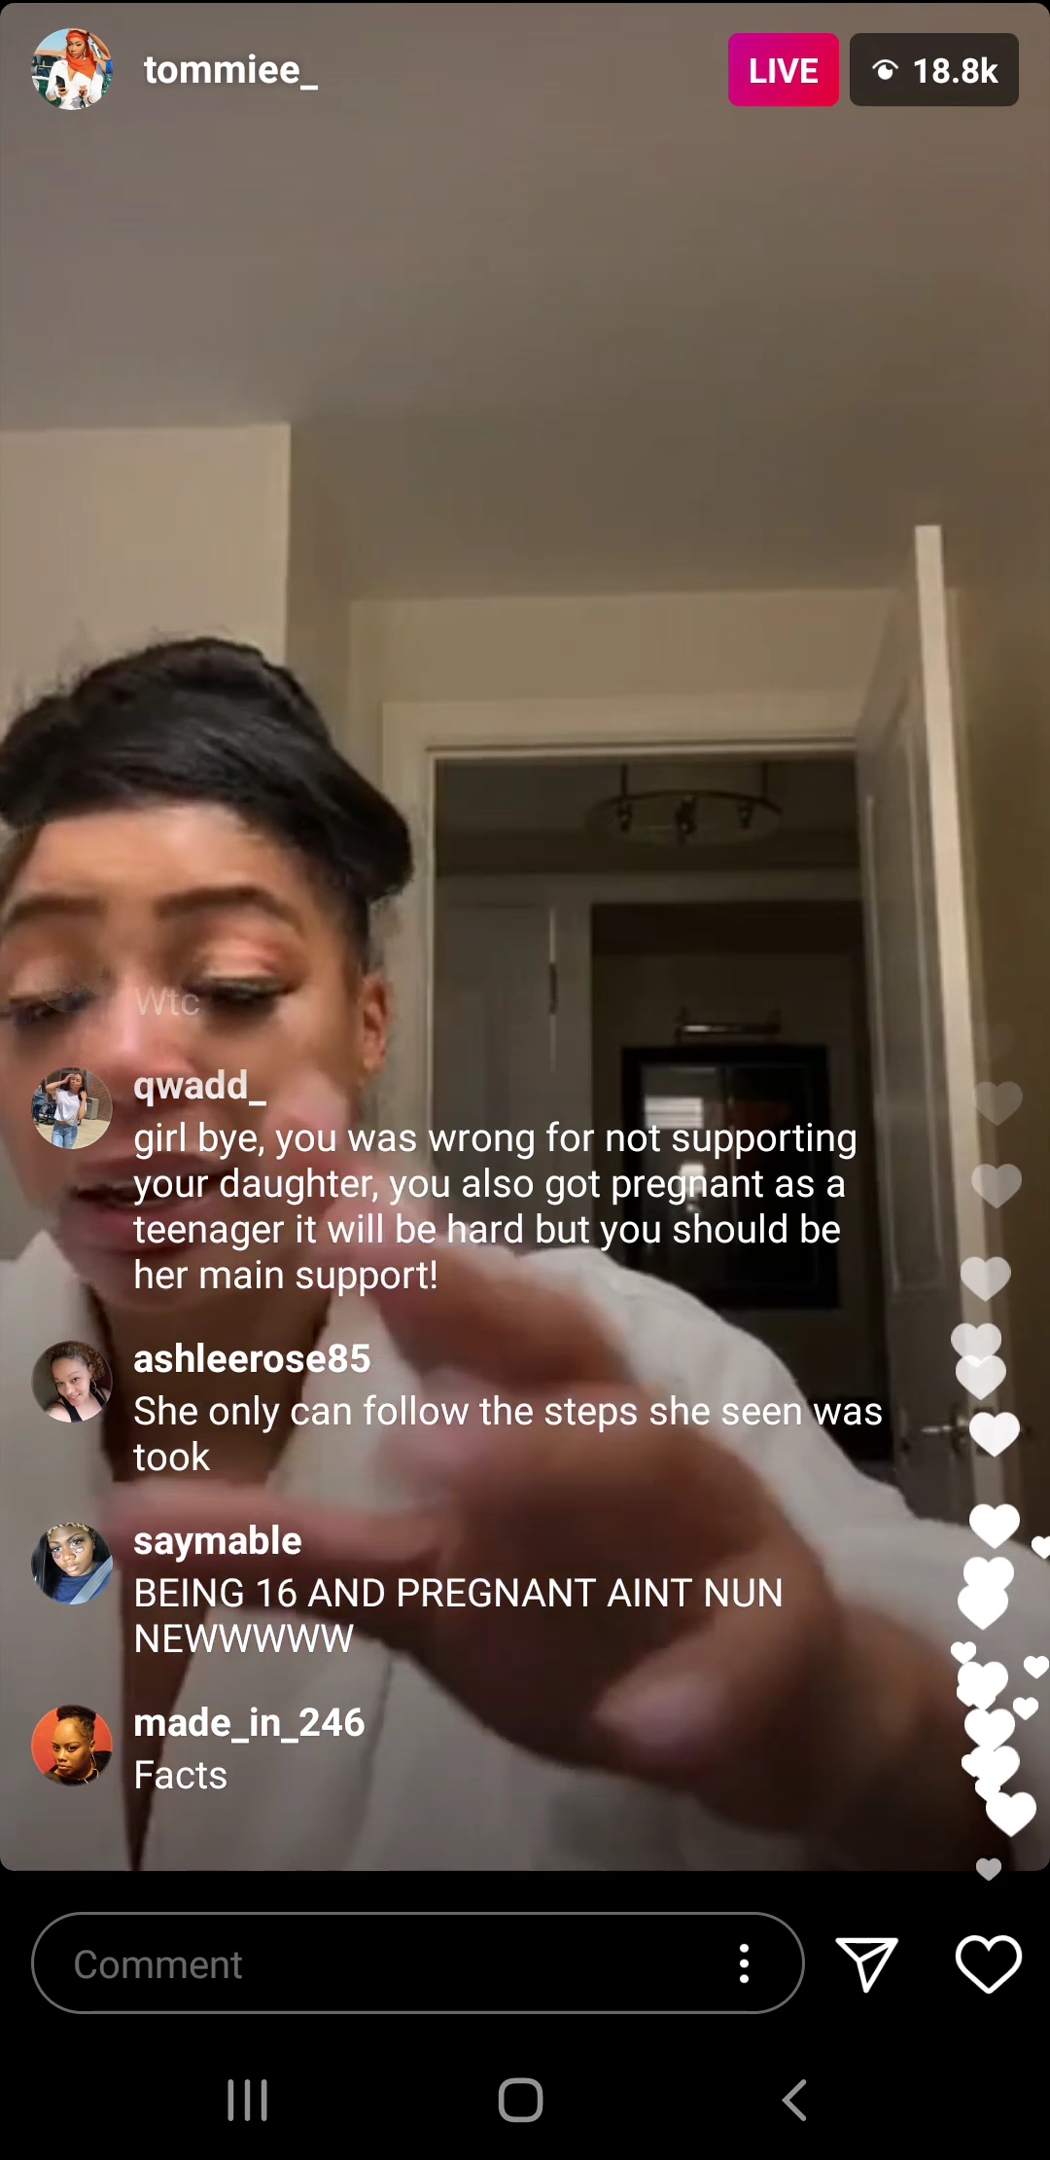 tommiee_
LIVE
18.8k
Wtc
qwadd_
girl bye, you was wrong for not supporting
your daughter, you also got pregnant as a
teenager it will be hard but you should be
her main support!
ashleerose85
She only can follow the steps she seen was
took
saymable
BEING 16 AND PREGNANT AINT NUN
NEWWWWW
made_in_246
Facts
Comment